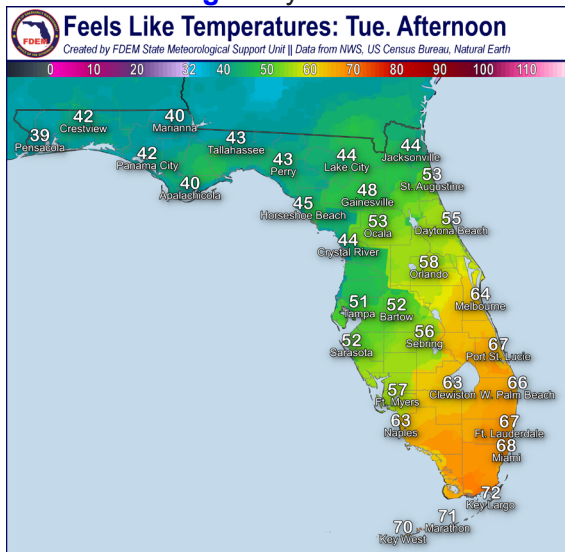 Feels Like Temperatures: Tue. Afternoon
Created by FDEM State Meteorological Support Unit || Data from NWS, US Census Bureau, Natural Earth
FDEM
0 10 20 32 40 50 60 70 80 90 100 110
42
Crestview
40
Marianna
39
Pensacola
42
Panama City
43
Tallahassee
40
Apalachicola
43
Perry
44
Lake City
44
Jacksonville
53
St. Augustine
48
Gainesville
45
Horseshoe Beach
53
Ocala
55
Daytona Beach
44
Crystal River
58
Orlando
64
Melbourne
51
Tampa
52
Bartow
56
Sebring
52
Sarasota
67
Port St. Lucie
57
Ft. Myers
63
Clewiston
66
W. Palm Beach
63
Naples
67
Ft. Lauderdale
68
Miami
72
Key Largo
71
Marathon
70
Key West